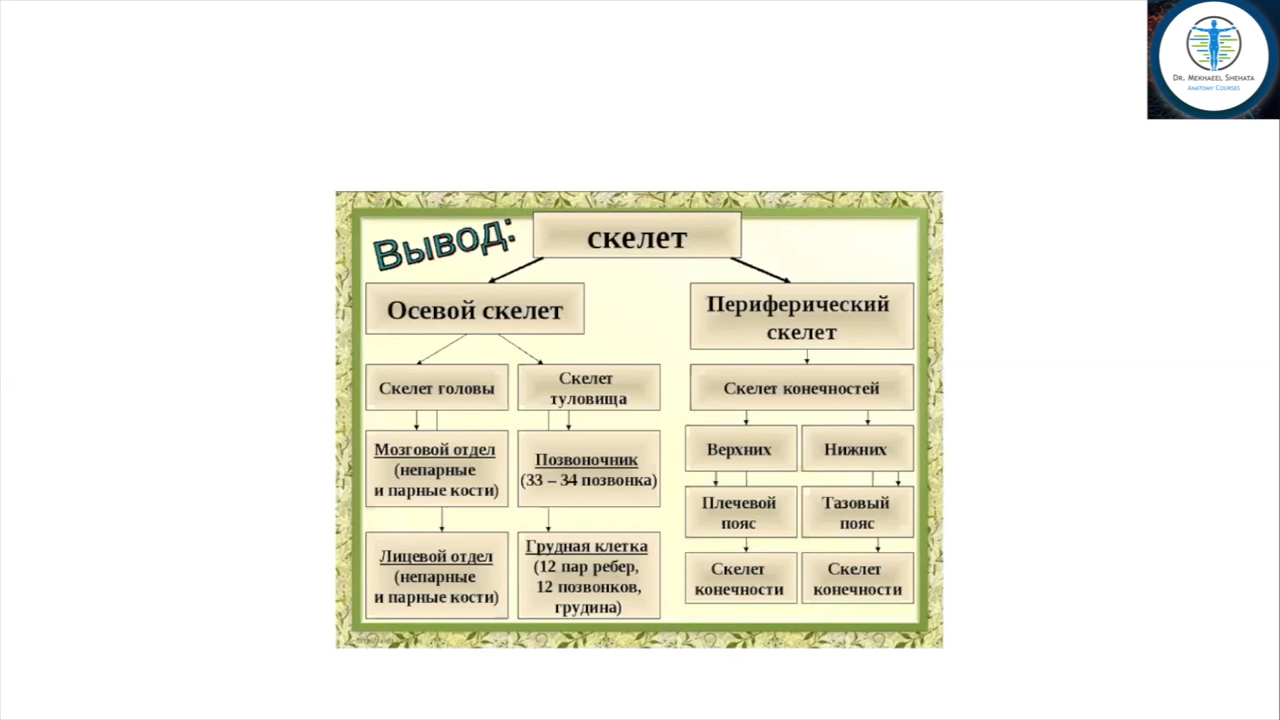 DR. MEKHAEEL SHEHATA
ANATOMY COURSES
Вывод:
скелет
Осевой скелет
Периферический
скелет
Скелет головы
Скелет
туловища
Скелет конечностей
Мозговой отдел
(непарные
и парные кости)
Позвоночник
(33 – 34 позвонка)
Верхних
Нижних
Плечевой
пояс
Тазовый
пояс
Лицевой отдел
(непарные
и парные кости)
Грудная клетка
(12 пар ребер,
12 позвонков,
грудина)
Скелет
конечности
Скелет
конечности